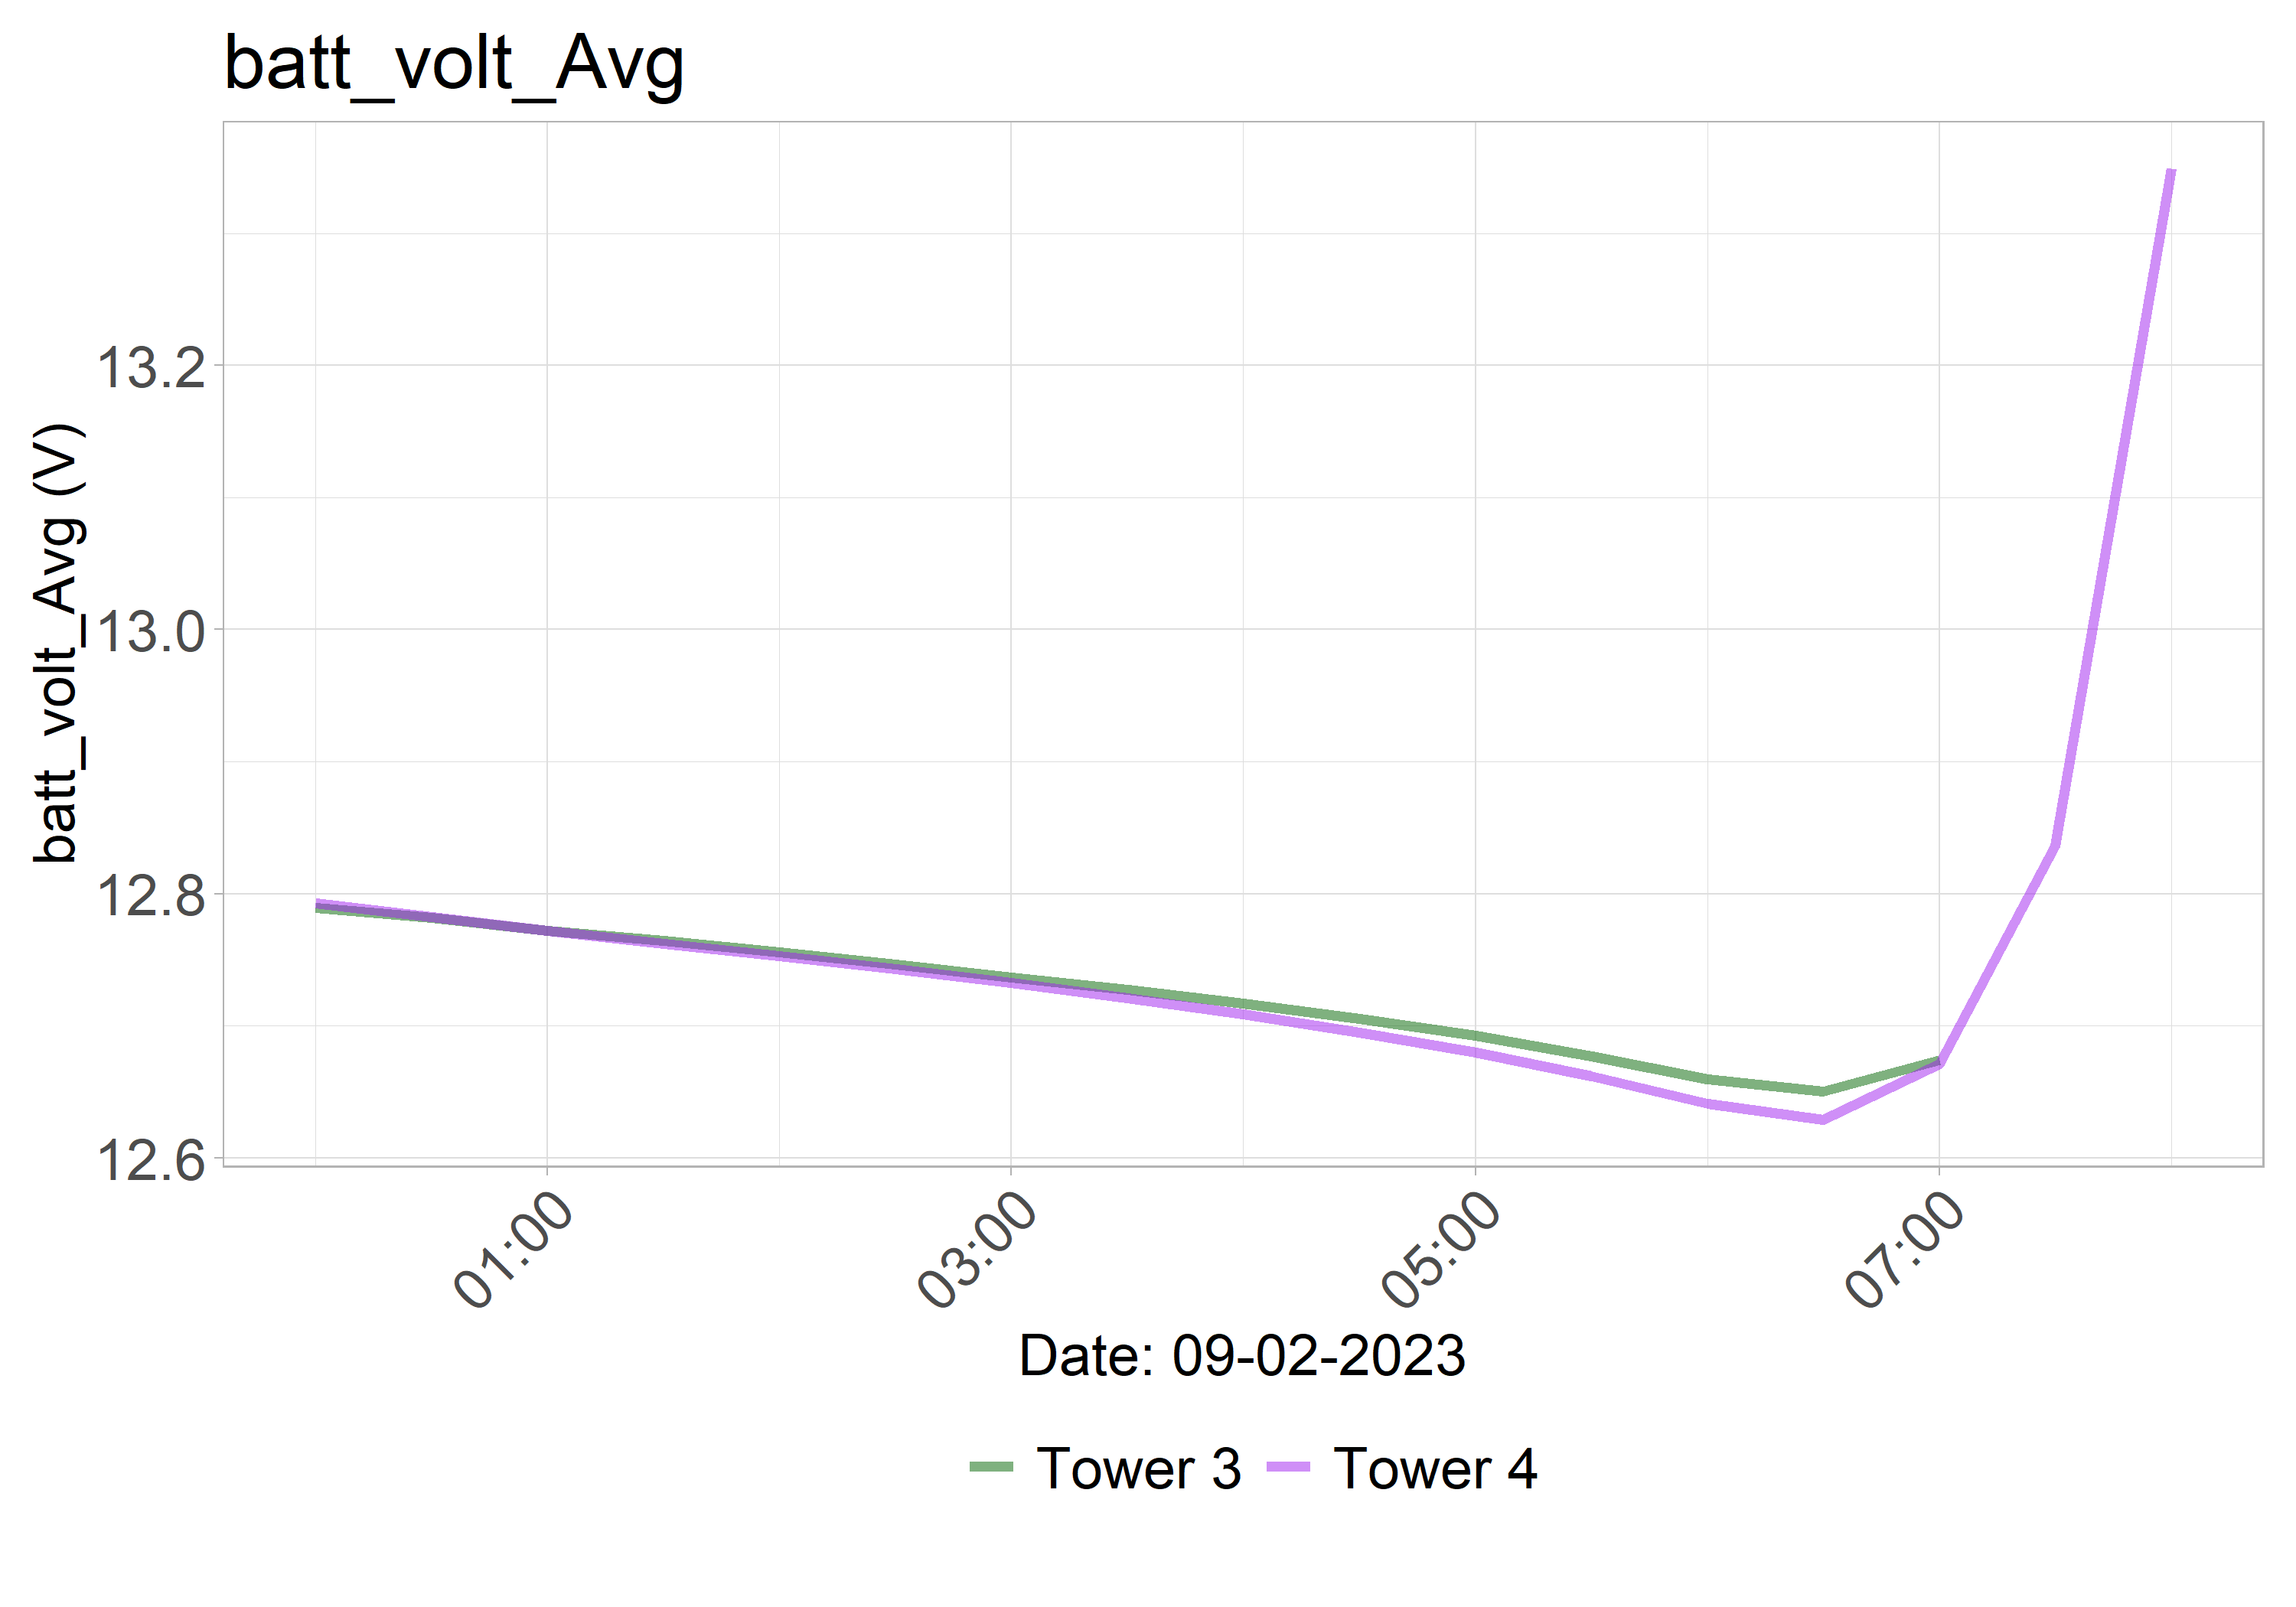 batt_volt_Avg
batt_volt_Avg (V)
13.2
13.0
12.8
12.6
01:00
03:00
05:00
07:00
Date: 09-02-2023
Tower 3
Tower 4